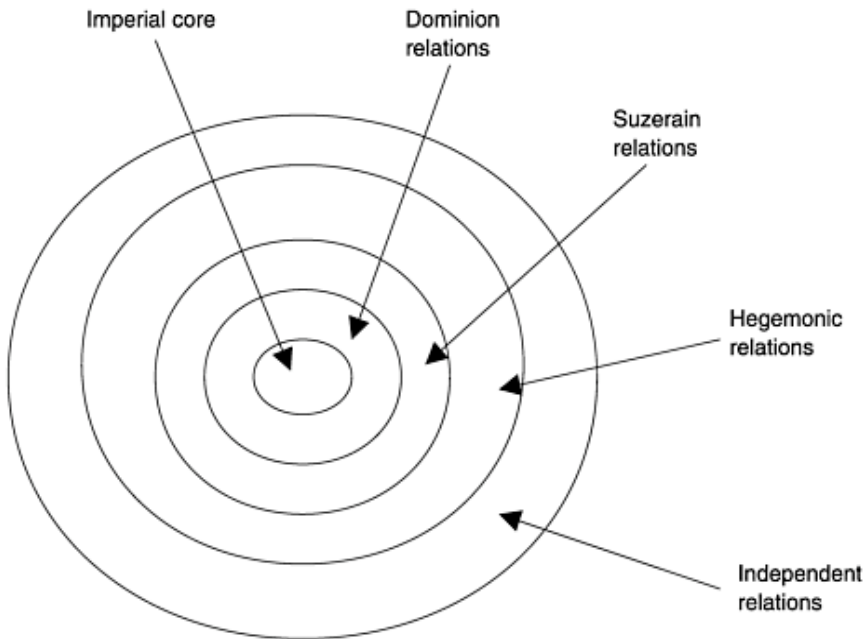 Imperial core
Dominion
relations
Suzerain
relations
Hegemonic
relations
Independent
relations